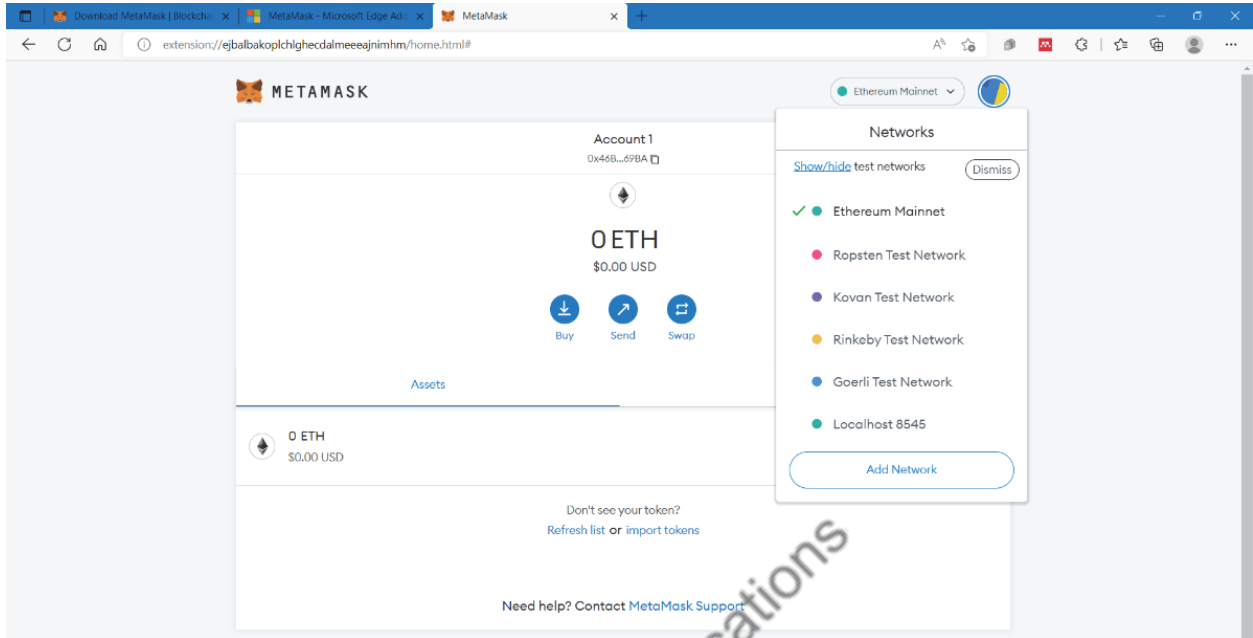 Download MetaMask | Blockchai
MetaMask - Microsoft Edge Add
MetaMask
extension://ejbalbakoplchlghecdalmeeeajnimhm/home.html#
METAMASK
Ethereum Mainnet
Account 1
0x46B...69BA
0 ETH
$0.00 USD
Buy Send Swap
Assets
0 ETH
$0.00 USD
Don't see your token?
Refresh list or import tokens
Need help? Contact MetaMask Support
Networks
Show/hide test networks Dismiss
Ethereum Mainnet
Ropsten Test Network
Kovan Test Network
Rinkeby Test Network
Goerli Test Network
Localhost 8545
Add Network
ications